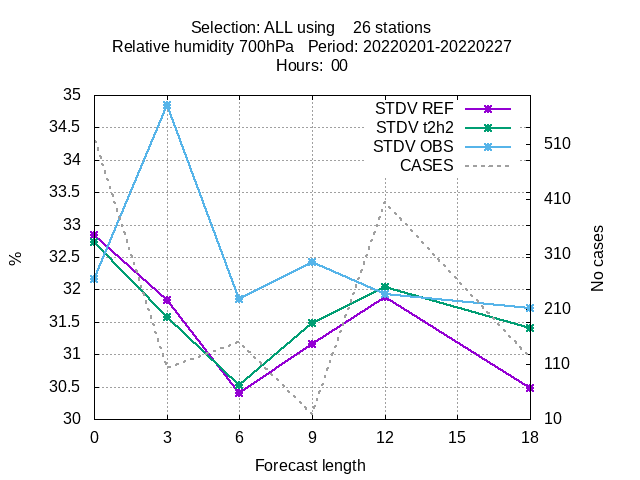 Selection: ALL using    26 stations
Relative humidity 700hPa   Period: 20220201-20220227
Hours:  00
35
34.5
34
33.5
33
32.5
32
31.5
31
30.5
30
%
STDV REF
STDV t2h2
STDV OBS
CASES
510
410
310
210
110
10
No cases
0 3 6 9 12 15 18
Forecast length